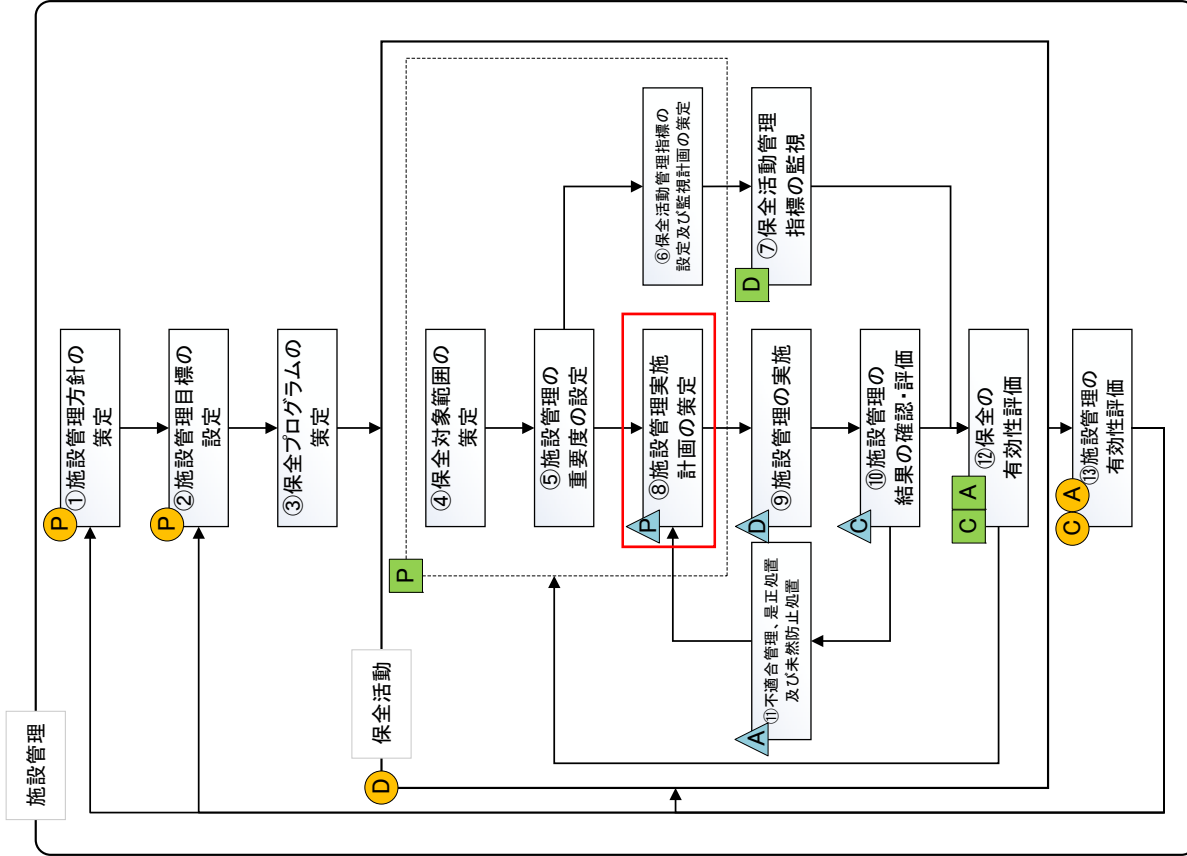 施設管理
P
①施設管理方針の
策定
P
②施設管理目標の
設定
③保全プログラムの
策定
D
保全活動
P
④保全対象範囲の
策定
⑤施設管理の
重要度の設定
⑥保全活動管理指標の
設定及び監視計画の策定
P
⑧施設管理実施
計画の策定
D
⑦保全活動管理
指標の監視
D
⑨施設管理の実施
C
⑩施設管理の
結果の確認・評価
A
⑪不適合管理、是正処置
及び未然防止処置
C
A
⑫保全の
有効性評価
C
A
⑬施設管理の
有効性評価